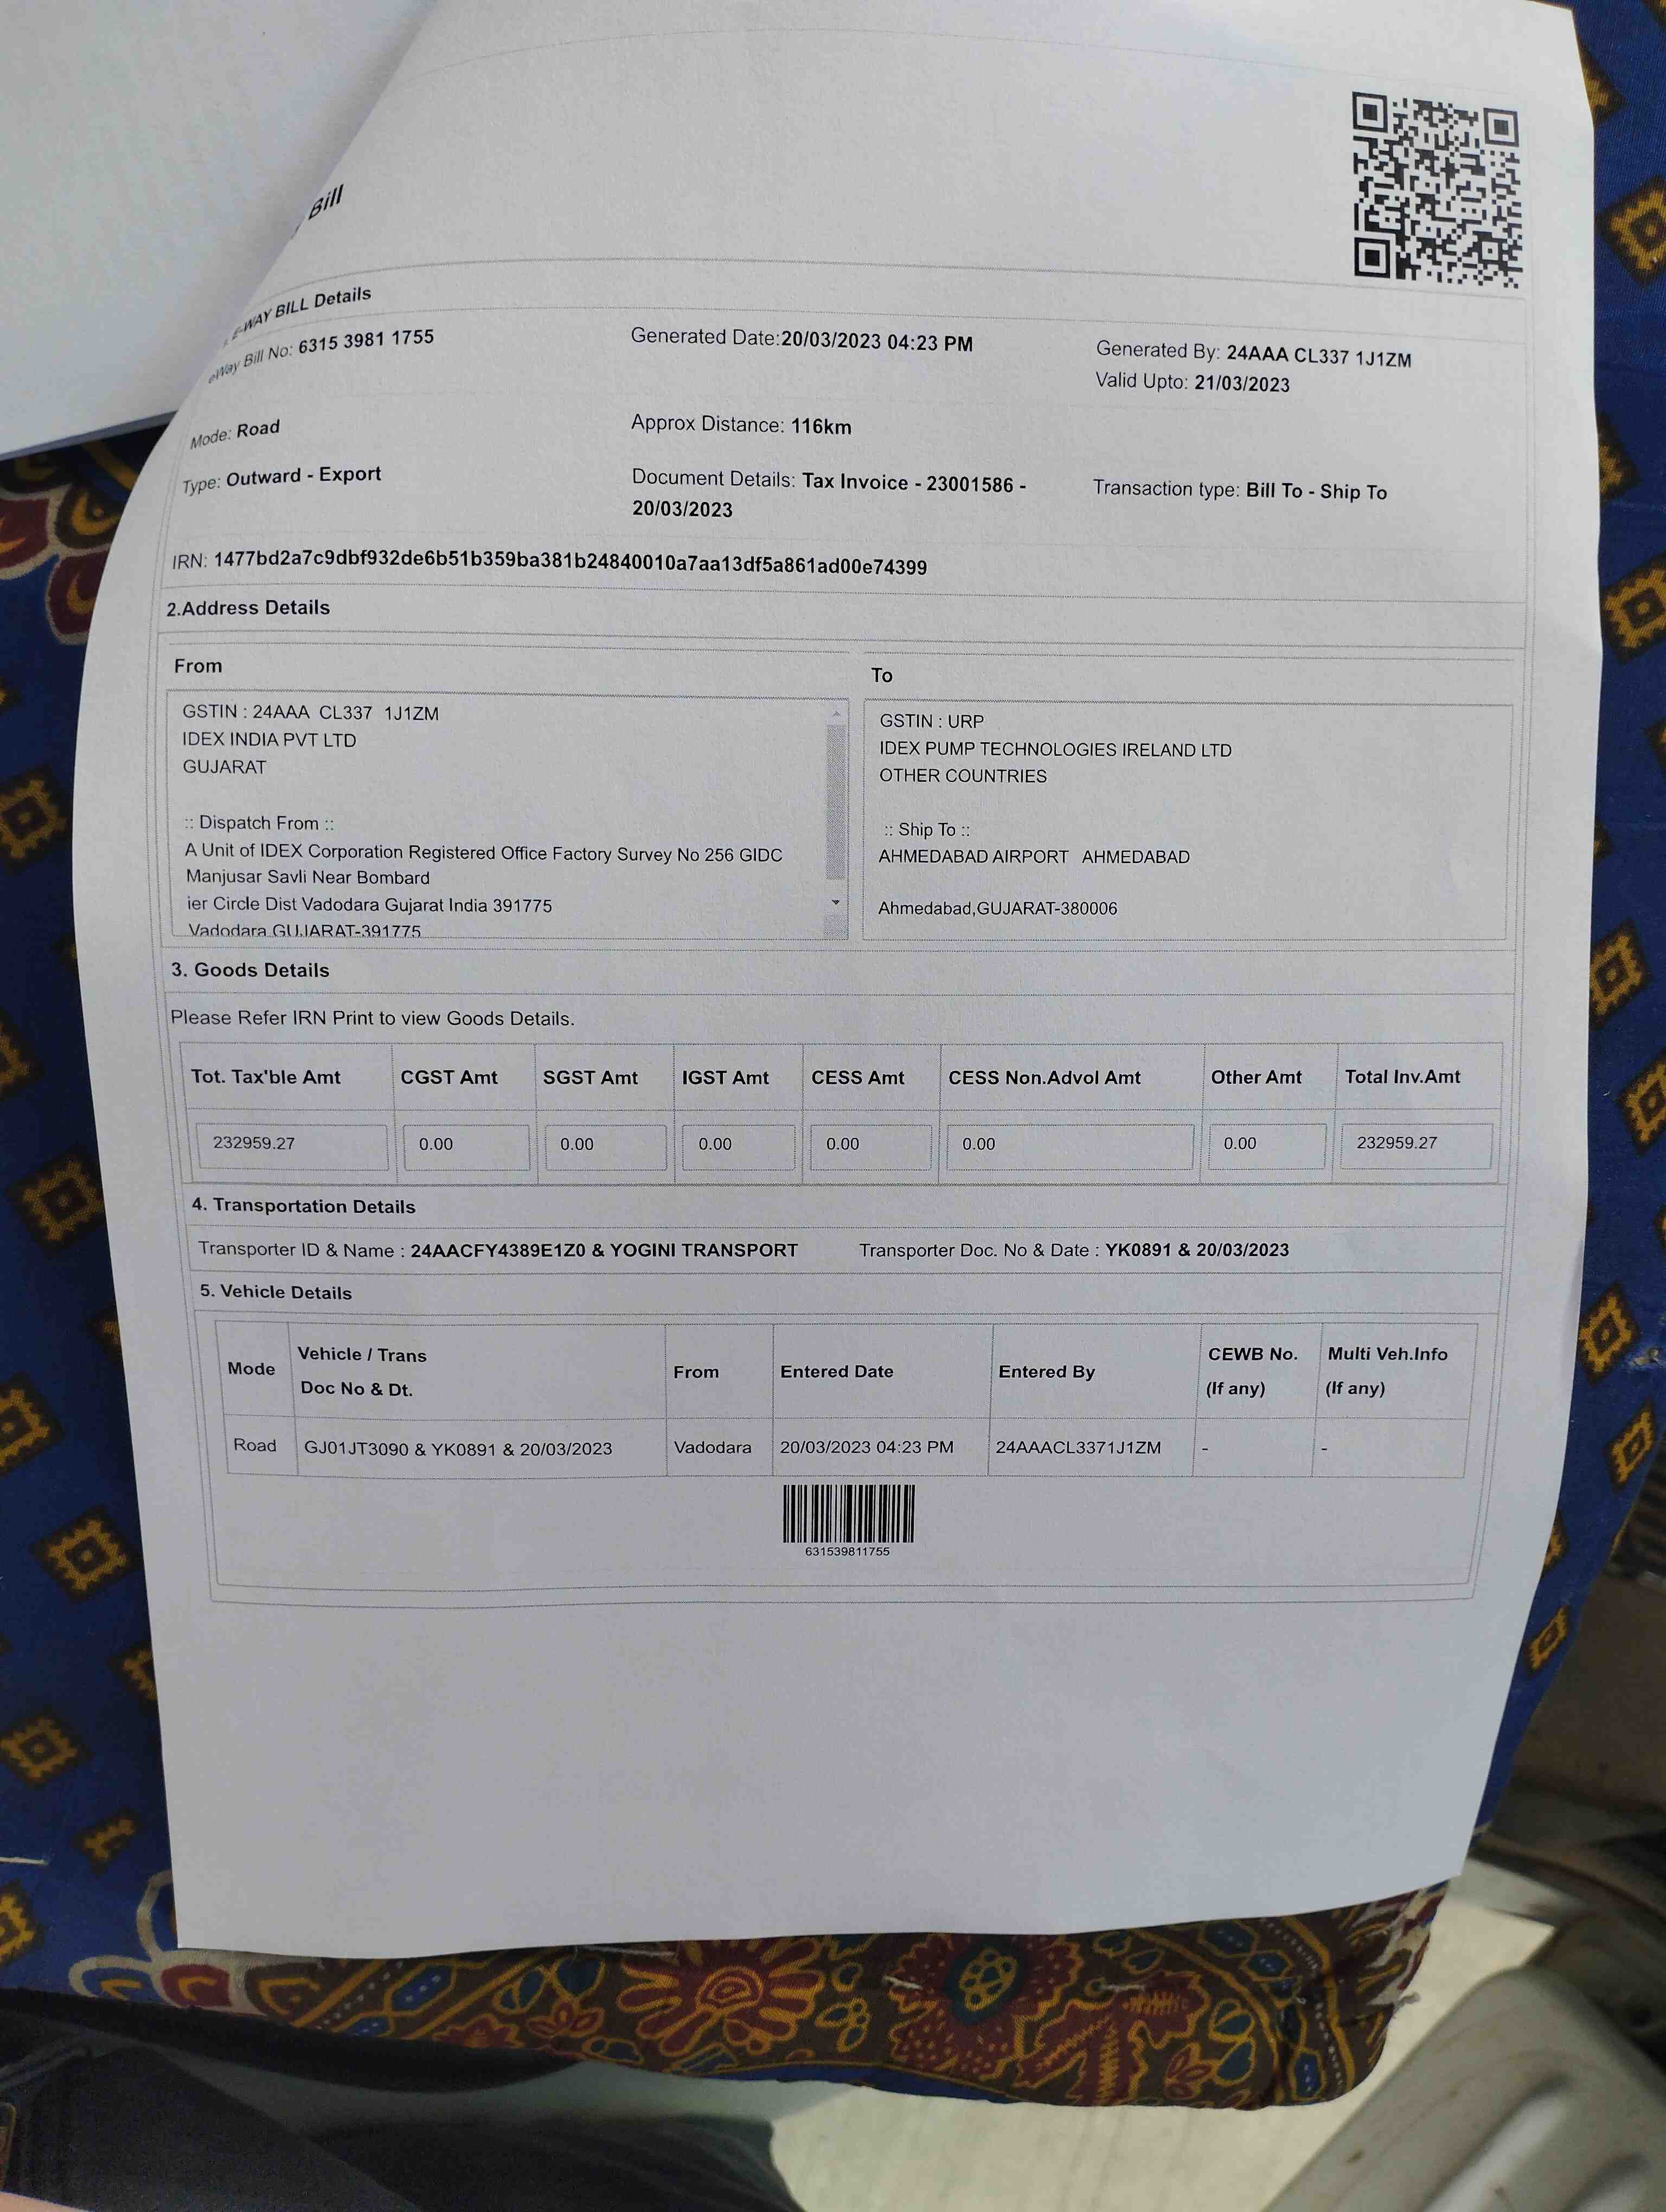 Bill
E-WAY BILL Details
eWay Bill No: 6315 3981 1755
Generated Date:20/03/2023 04:23 PM
Generated By: 24AAA CL337 1J1ZM
Valid Upto: 21/03/2023
Mode: Road
Approx Distance: 116km
Type: Outward - Export
Document Details: Tax Invoice - 23001586 -
20/03/2023
Transaction type: Bill To - Ship To
IRN: 1477bd2a7c9dbf932de6b51b359ba381b24840010a7aa13df5a861ad00e74399
2.Address Details
From
GSTIN : 24AAA CL337 1J1ZM
IDEX INDIA PVT LTD
GUJARAT
:: Dispatch From ::
A Unit of IDEX Corporation Registered Office Factory Survey No 256 GIDC
Manjusar Savli Near Bombard
ier Circle Dist Vadodara Gujarat India 391775
Vadodara GUJARAT-391775
To
GSTIN : URP
IDEX PUMP TECHNOLOGIES IRELAND LTD
OTHER COUNTRIES
:: Ship To ::
AHMEDABAD AIRPORT AHMEDABAD
Ahmedabad,GUJARAT-380006
3. Goods Details
Please Refer IRN Print to view Goods Details.
Tot. Tax'ble Amt CGST Amt SGST Amt IGST Amt CESS Amt CESS Non.Advol Amt Other Amt Total Inv.Amt
232959.27 0.00 0.00 0.00 0.00 0.00 0.00 232959.27
4. Transportation Details
Transporter ID & Name : 24AACFY4389E1Z0 & YOGINI TRANSPORT Transporter Doc. No & Date : YK0891 & 20/03/2023
5. Vehicle Details
Mode Vehicle / Trans
Doc No & Dt. From Entered Date Entered By CEWB No.
(If any) Multi Veh.Info
(If any)
Road GJ01JT3090 & YK0891 & 20/03/2023 Vadodara 20/03/2023 04:23 PM 24AAACL3371J1ZM - -
631539811755